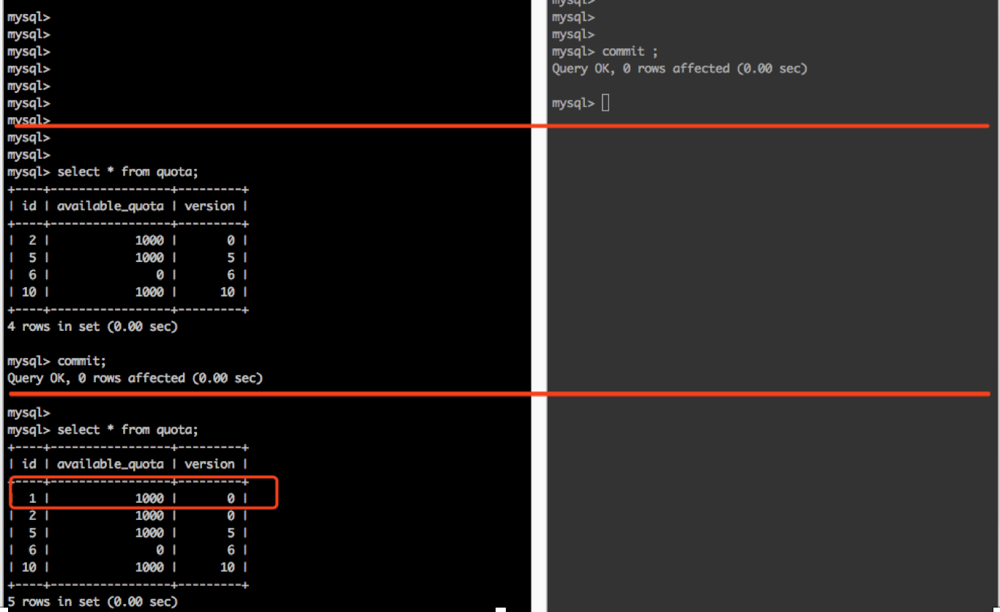 mysql>
mysql>
mysql>
mysql>
mysql>
mysql>
mysql>
mysql>
mysql>
mysql> select * from quota;
+----+-----------------+---------+
| id | available_quota | version |
+----+-----------------+---------+
| 2 | 1000 | 0 |
| 5 | 1000 | 5 |
| 6 | 0 | 6 |
| 10 | 1000 | 10 |
+----+-----------------+---------+
4 rows in set (0.00 sec)
mysql> commit;
Query OK, 0 rows affected (0.00 sec)
mysql>
mysql> select * from quota;
+----+-----------------+---------+
| id | available_quota | version |
+----+-----------------+---------+
| 1 | 1000 | 0 |
| 2 | 1000 | 0 |
| 5 | 1000 | 5 |
| 6 | 0 | 6 |
| 10 | 1000 | 10 |
+----+-----------------+---------+
5 rows in set (0.00 sec)
mysql>
mysql>
mysql>
mysql> commit ;
Query OK, 0 rows affected (0.00 sec)
mysql>